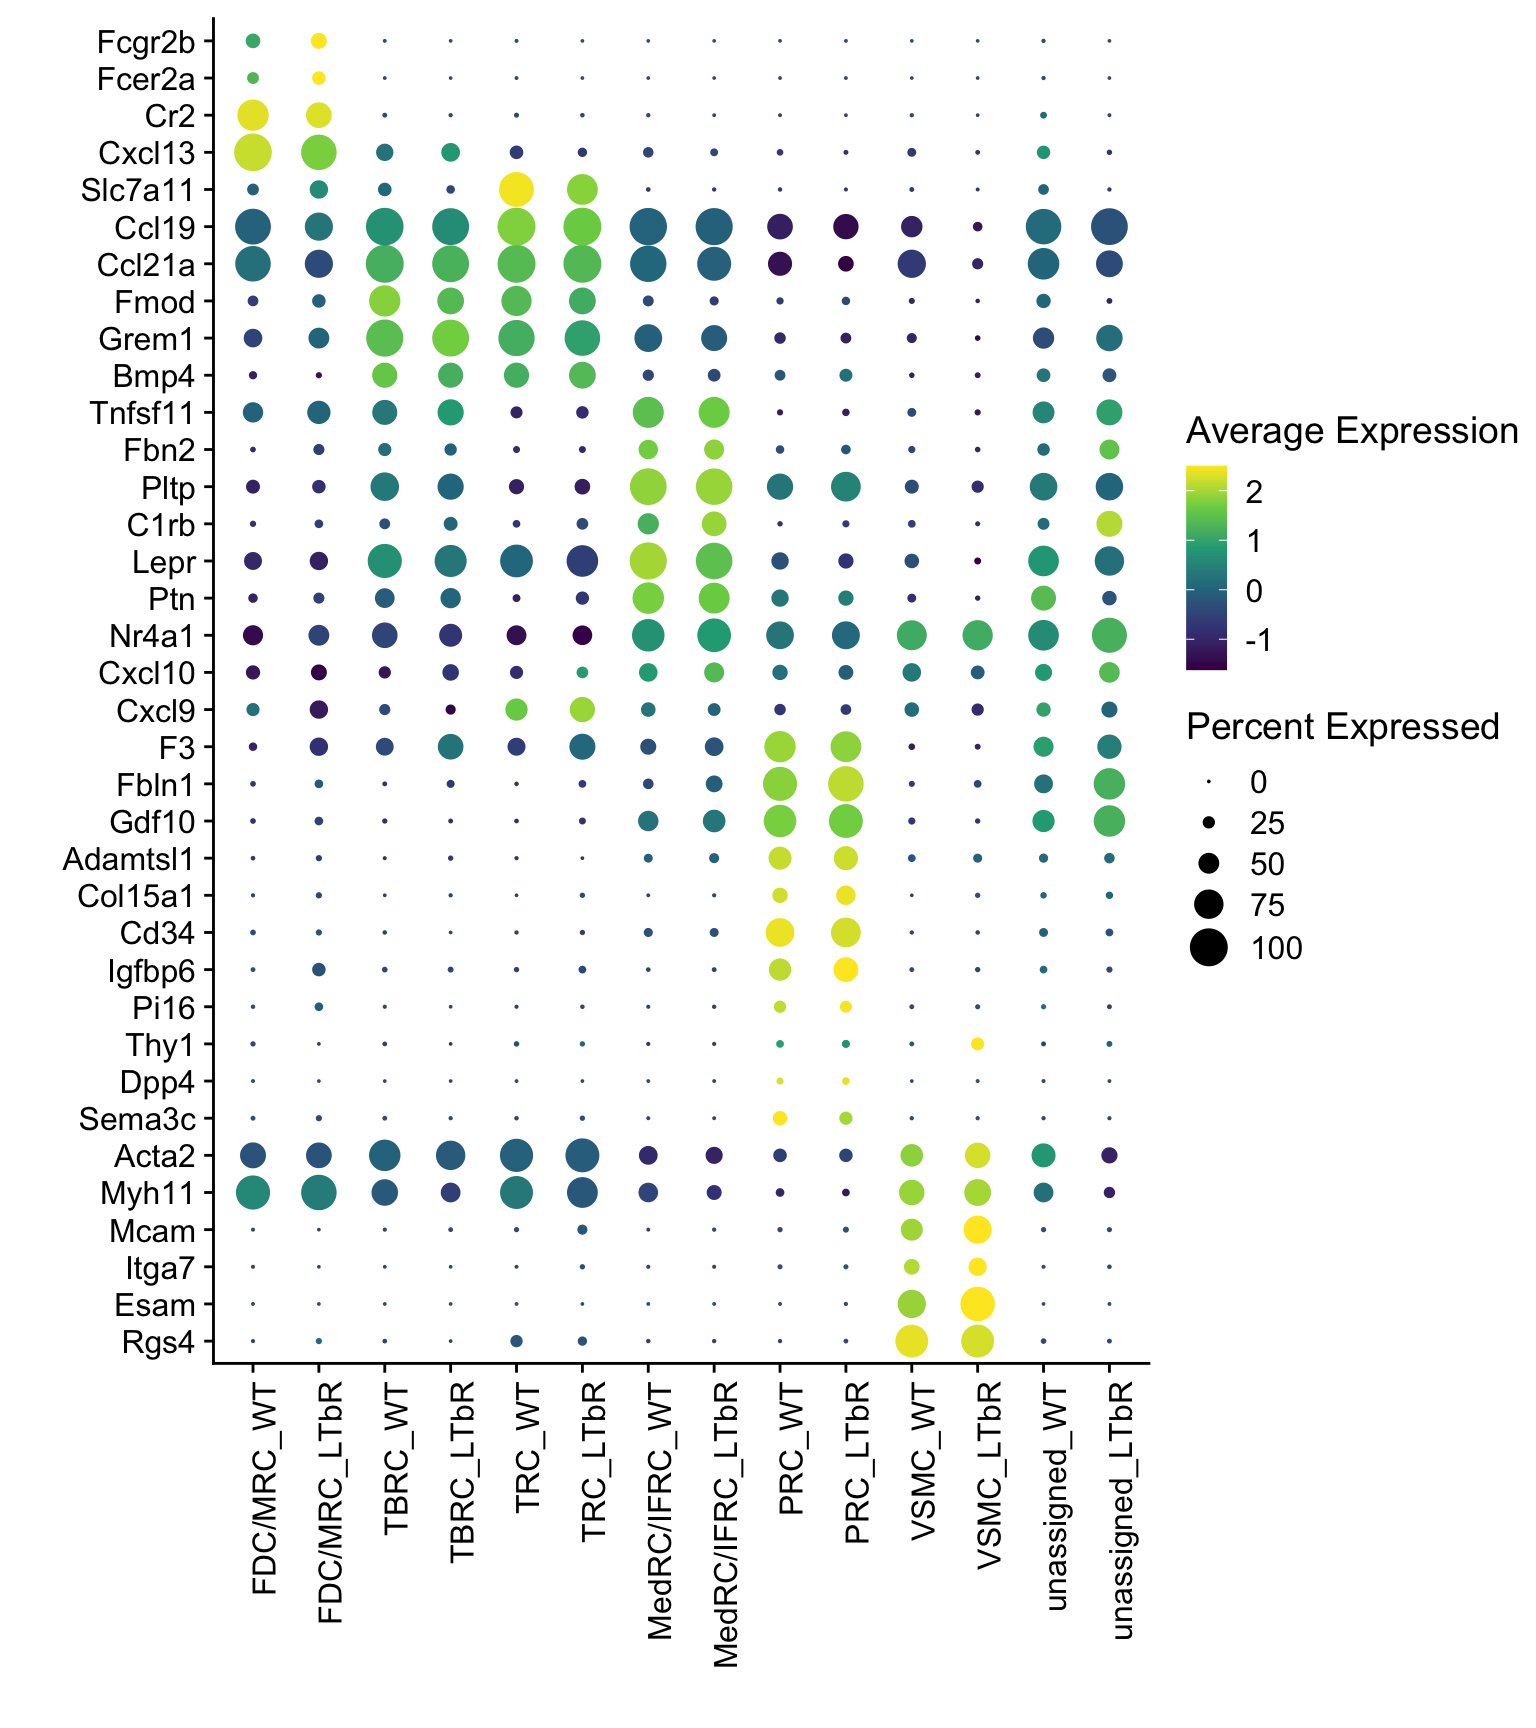 Fcgr2b
Fcer2a
Cr2
Cxcl13
Slc7a11
Ccl19
Ccl21a
Fmod
Grem1
Bmp4
Tnfsf11
Fbn2
Pltp
C1rb
Lepr
Ptn
Nr4a1
Cxcl10
Cxcl9
F3
Fbln1
Gdf10
Adamtsl1
Col15a1
Cd34
Igfbp6
Pi16
Thy1
Dpp4
Sema3c
Acta2
Myh11
Mcam
Itga7
Esam
Rgs4
FDC/MRC_WT
FDC/MRC_LTbR
TBRC_WT
TBRC_LTbR
TRC_WT
TRC_LTbR
MedRC/IFRC_WT
MedRC/IFRC_LTbR
PRC_WT
PRC_LTbR
VSMC_WT
VSMC_LTbR
unassigned_WT
unassigned_LTbR
Average Expression
2
1
0
-1
Percent Expressed
0
25
50
75
100